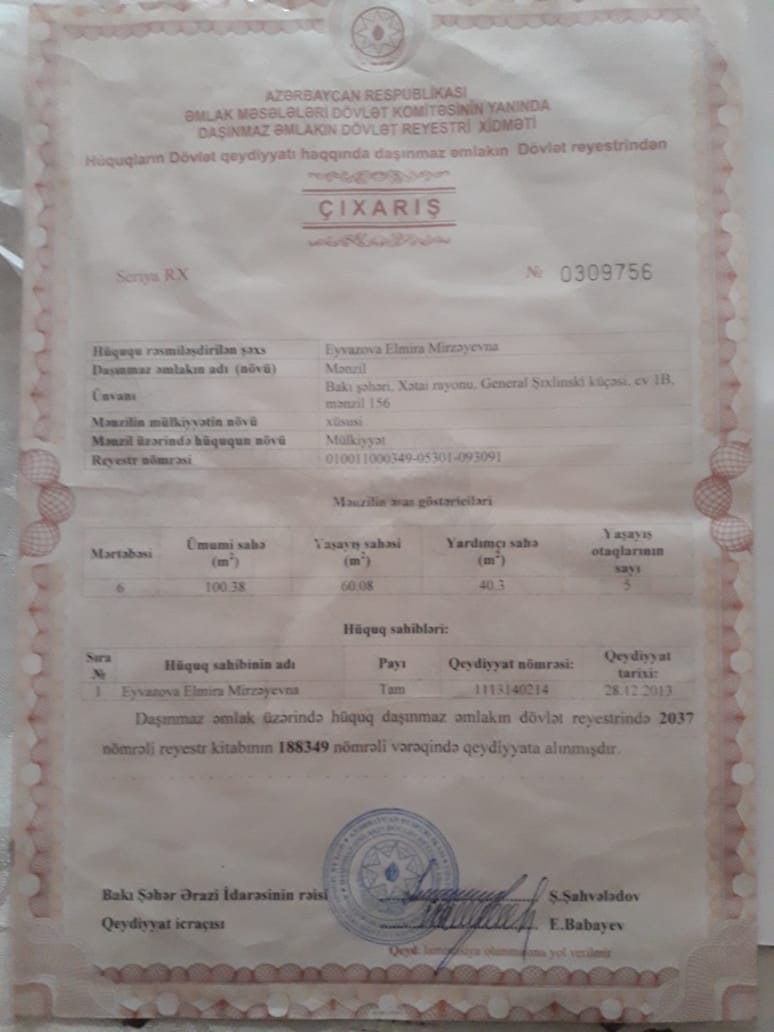 AZƏRBAYCAN RESPUBLİKASI
ƏMLAK MƏSƏLƏLƏRİ DÖVLƏT KOMİTƏSİNİN YANINDA
DAŞINMAZ ƏMLAKIN DÖVLƏT REYESTRİ XİDMƏTİ
Hüquqların Dövlət qeydiyyatı haqqında daşınmaz əmlakın Dövlət reyestrindən
ÇIXARIŞ
Seriya RX № 0309756
Hüququ rəsmiləşdirilən şəxs Eyvazova Elmira Mirzəyevna
Daşınmaz əmlakın adı (növü) Mənzil
Ünvanı Bakı şəhəri, Xətai rayonu, General Şıxlinski küçəsi, ev 1B,
mənzil 156
Mənzilin mülkiyyətin növü xüsusi
Mənzil üzərində hüququn növü Mülkiyyət
Reyestr nömrəsi 010011000349-05301-093091
Mənzilin əsas göstəriciləri
Mərtəbəsi Ümumi sahə (m²) Yaşayış sahəsi (m²) Yardımçı sahə (m²) Yaşayış otaqlarının sayı
6 100.38 60.08 40.3 5
Hüquq sahibləri:
Sıra № Hüquq sahibinin adı Payı Qeydiyyat nömrəsi: Qeydiyyat tarixi:
1 Eyvazova Elmira Mirzəyevna Tam 1113140214 28.12.2013
Daşınmaz əmlak üzərində hüquq daşınmaz əmlakın dövlət reyestrində 2037
nömrəli reyestr kitabının 188349 nömrəli vərəqində qeydiyyata alınmışdır.
Bakı Şəhər Ərazi İdarəsinin rəisi Ş.Şahvələdov
Qeydiyyat icraçısı E.Babayev
Qeyd: laminasiya olunmasına yol verilmir